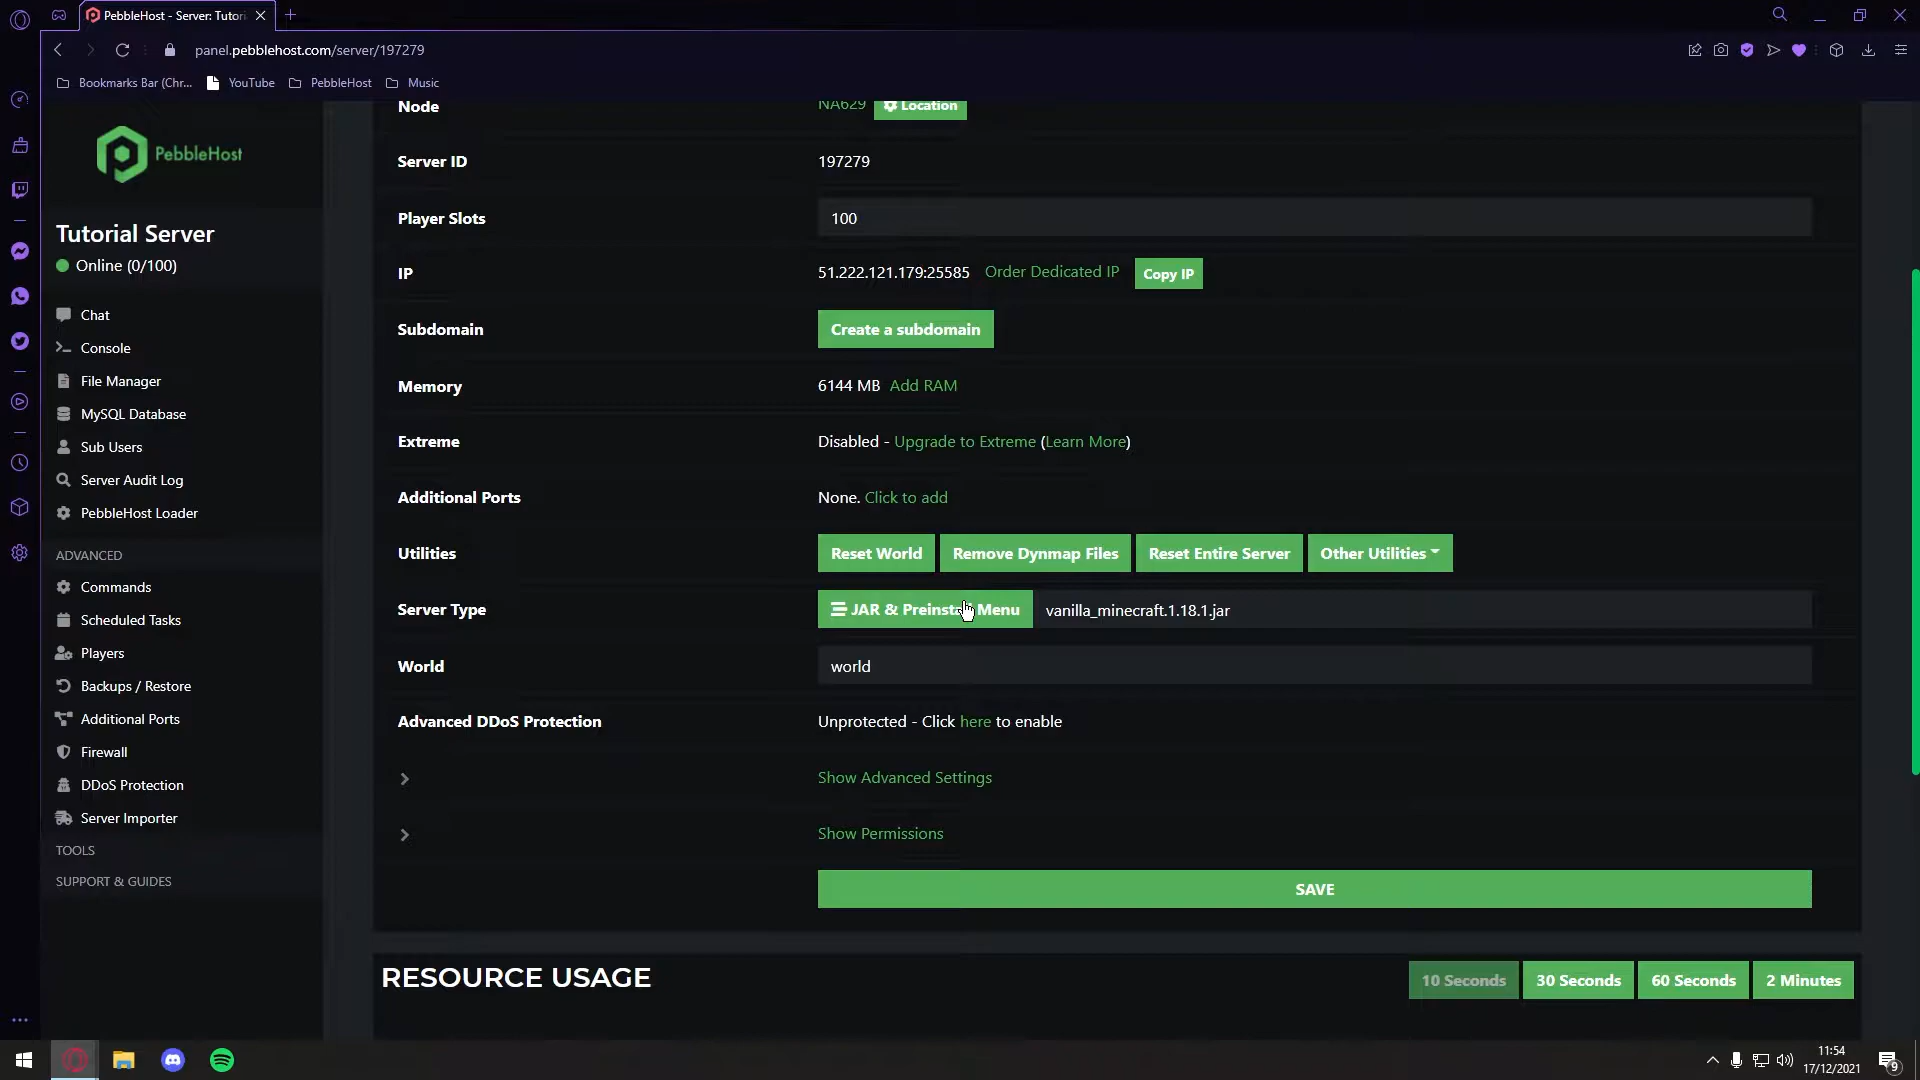 PebbleHost - Server: Tutori
panel.pebblehost.com/server/197279
Bookmarks Bar (Chr... YouTube PebbleHost Music
PebbleHost
Tutorial Server
Online (0/100)
Chat
Console
File Manager
MySQL Database
Sub Users
Server Audit Log
PebbleHost Loader
ADVANCED
Commands
Scheduled Tasks
Players
Backups / Restore
Additional Ports
Firewall
DDoS Protection
Server Importer
TOOLS
SUPPORT & GUIDES
Node NA629 Location
Server ID 197279
Player Slots 100
IP 51.222.121.179:25585 Order Dedicated IP Copy IP
Subdomain Create a subdomain
Memory 6144 MB Add RAM
Extreme Disabled - Upgrade to Extreme (Learn More)
Additional Ports None. Click to add
Utilities Reset World Remove Dynmap Files Reset Entire Server Other Utilities
Server Type JAR & Preinstall Menu vanilla_minecraft.1.18.1.jar
World world
Advanced DDoS Protection Unprotected - Click here to enable
Show Advanced Settings
Show Permissions
SAVE
RESOURCE USAGE 10 Seconds 30 Seconds 60 Seconds 2 Minutes
11:54
17/12/2021
9